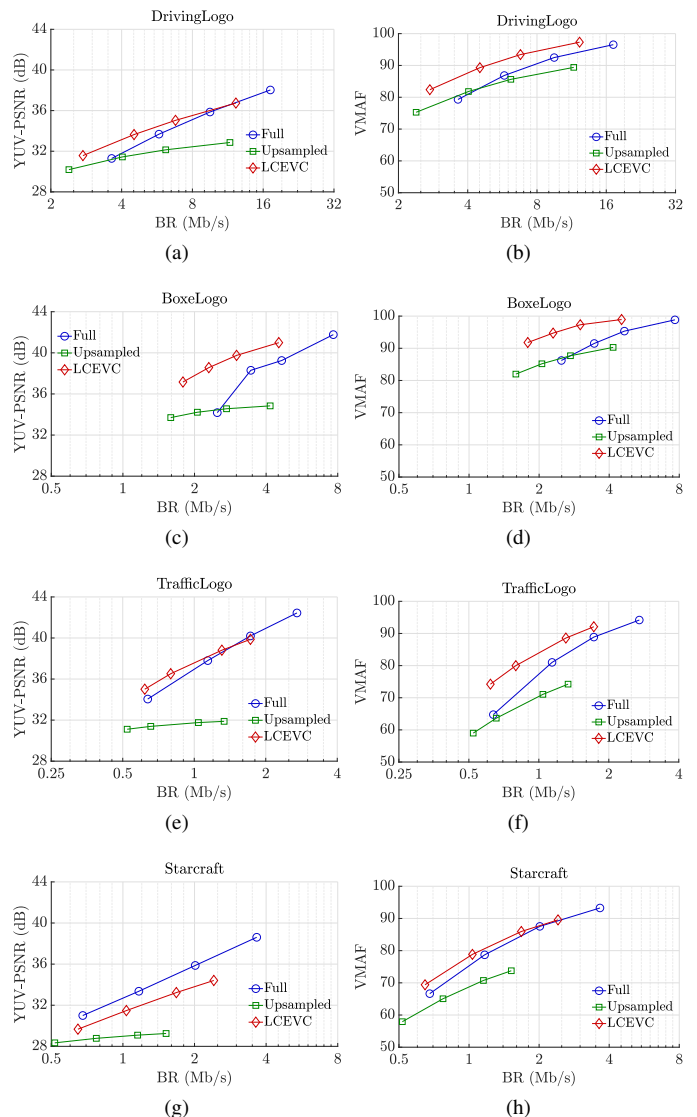 DrivingLogo
44
40
36
32
28
YUV-PSNR (dB)
Full
Upsampled
LCEVC
2 4 8 16 32
BR (Mb/s)
(a)
DrivingLogo
100
90
80
70
60
50
VMAF
Full
Upsampled
LCEVC
2 4 8 16 32
BR (Mb/s)
(b)
BoxeLogo
44
40
36
32
28
YUV-PSNR (dB)
Full
Upsampled
LCEVC
0.5 1 2 4 8
BR (Mb/s)
(c)
BoxeLogo
100
90
80
70
60
50
VMAF
Full
Upsampled
LCEVC
0.5 1 2 4 8
BR (Mb/s)
(d)
TrafficLogo
44
40
36
32
28
YUV-PSNR (dB)
Full
Upsampled
LCEVC
0.25 0.5 1 2 4
BR (Mb/s)
(e)
TrafficLogo
100
90
80
70
60
50
VMAF
Full
Upsampled
LCEVC
0.25 0.5 1 2 4
BR (Mb/s)
(f)
Starcraft
44
40
36
32
28
YUV-PSNR (dB)
Full
Upsampled
LCEVC
0.5 1 2 4 8
BR (Mb/s)
(g)
Starcraft
100
90
80
70
60
50
VMAF
Full
Upsampled
LCEVC
0.5 1 2 4 8
BR (Mb/s)
(h)